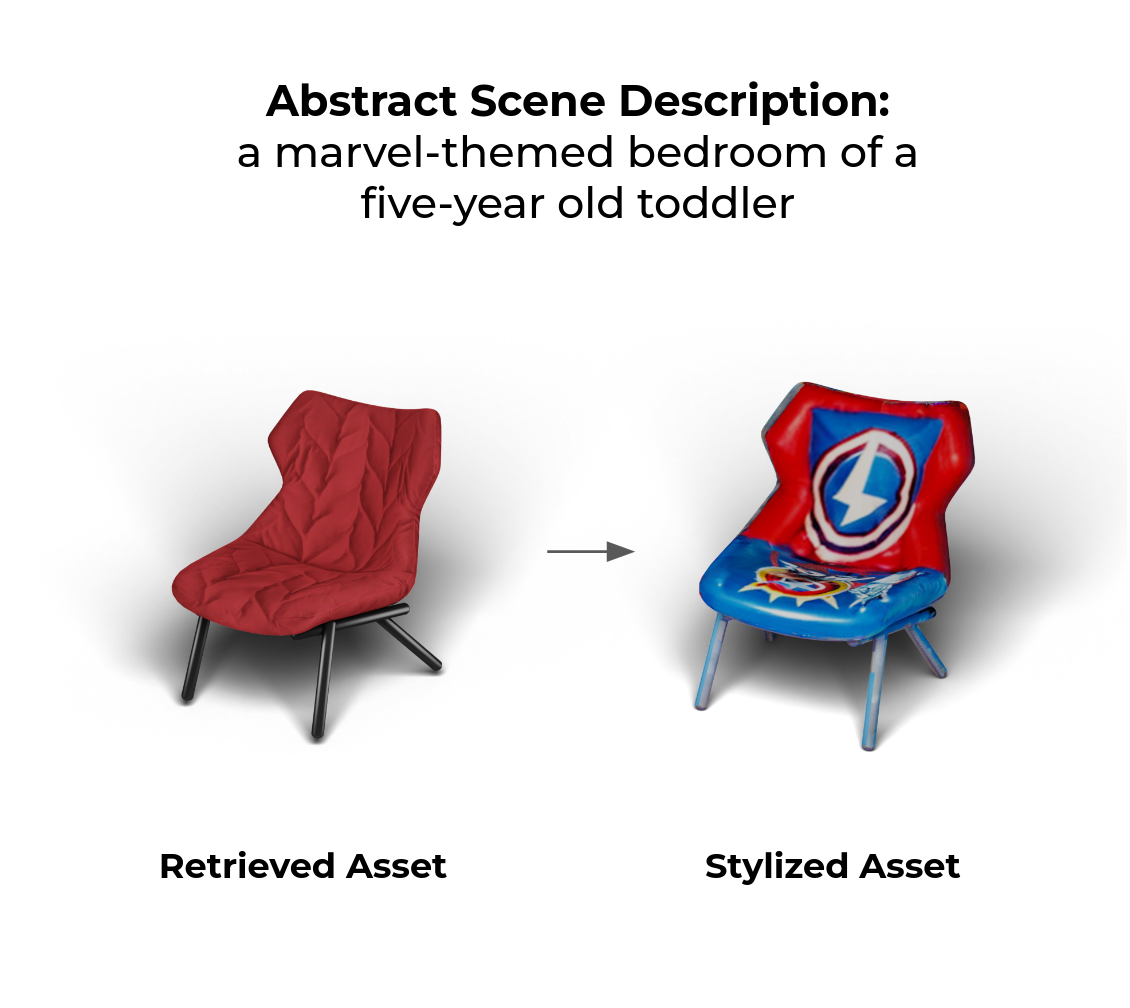 Abstract Scene Description:
a marvel-themed bedroom of a
five-year old toddler
Retrieved Asset
Stylized Asset